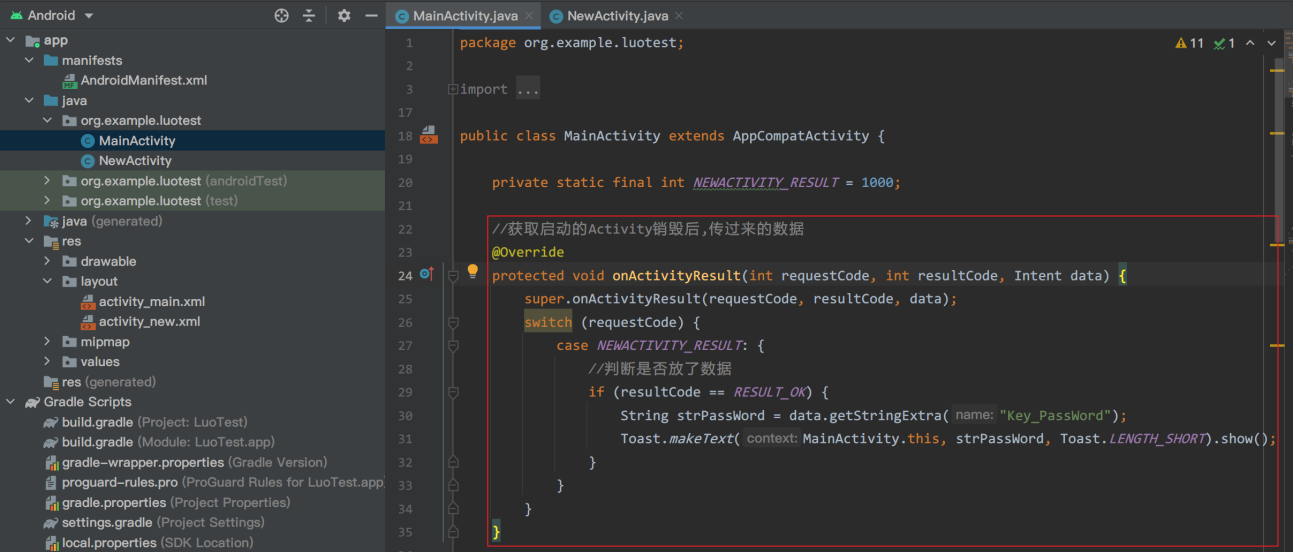 Android
app
manifests
AndroidManifest.xml
java
org.example.luotest
MainActivity
NewActivity
org.example.luotest (androidTest)
org.example.luotest (test)
java (generated)
res
drawable
layout
activity_main.xml
activity_new.xml
mipmap
values
res (generated)
Gradle Scripts
build.gradle (Project: LuoTest)
build.gradle (Module: LuoTest.app)
gradle-wrapper.properties (Gradle Version)
proguard-rules.pro (ProGuard Rules for LuoTest.app
gradle.properties (Project Properties)
settings.gradle (Project Settings)
local.properties (SDK Location)
MainActivity.java NewActivity.java
11 1
1 package org.example.luotest;
2
3 import ...
17
18 public class MainActivity extends AppCompatActivity {
19
20 private static final int NEWACTIVITY_RESULT = 1000;
21
22 //获取启动的Activity销毁后,传过来的数据
23 @Override
24 protected void onActivityResult(int requestCode, int resultCode, Intent data) {
25 super.onActivityResult(requestCode, resultCode, data);
26 switch (requestCode) {
27 case NEWACTIVITY_RESULT: {
28 //判断是否放了数据
29 if (resultCode == RESULT_OK) {
30 String strPassWord = data.getStringExtra( name: "Key_PassWord");
31 Toast.makeText( context: MainActivity.this, strPassWord, Toast.LENGTH_SHORT).show();
32 }
33 }
34 }
35 }